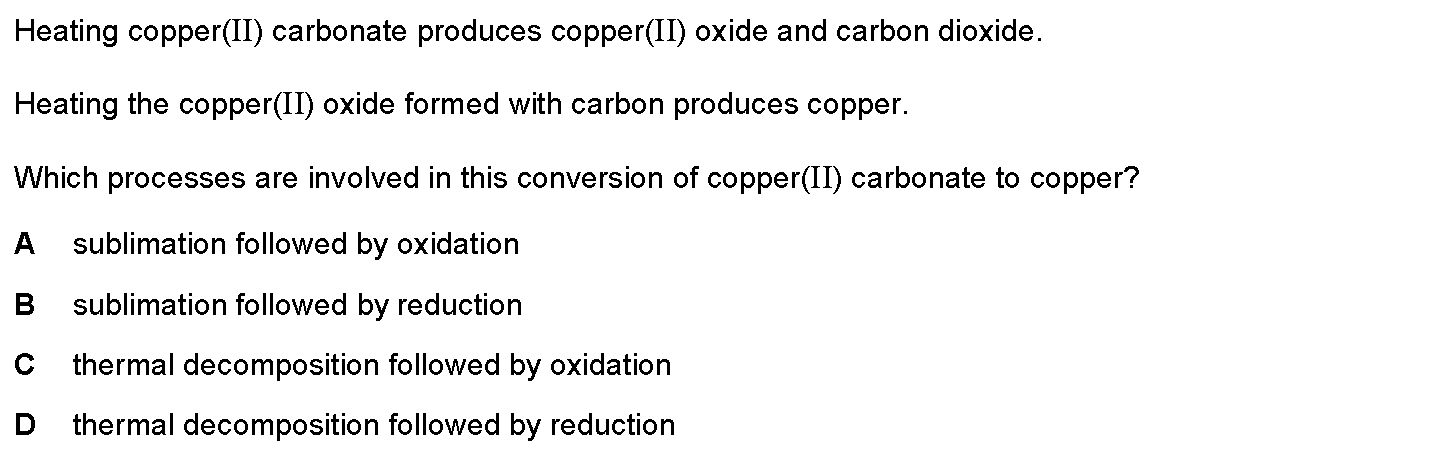 Heating copper(II) carbonate produces copper(II) oxide and carbon dioxide.
Heating the copper(II) oxide formed with carbon produces copper.
Which processes are involved in this conversion of copper(II) carbonate to copper?
A sublimation followed by oxidation
B sublimation followed by reduction
C thermal decomposition followed by oxidation
D thermal decomposition followed by reduction